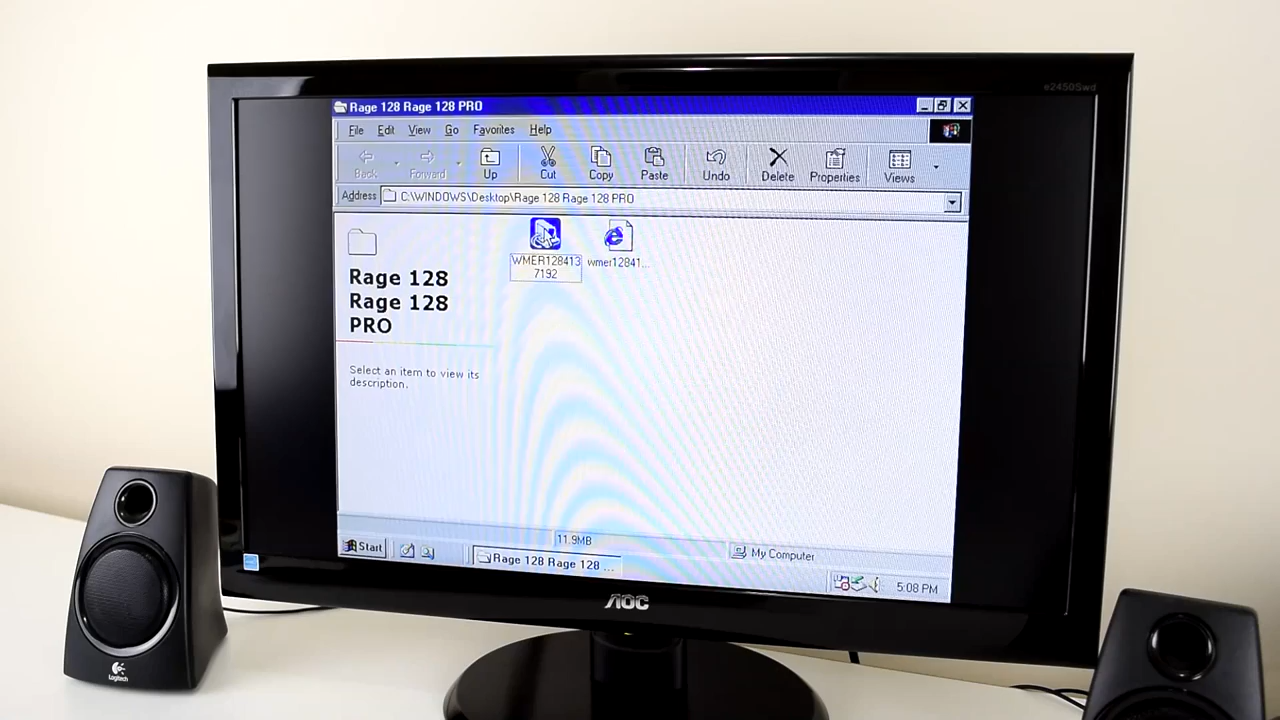 e2450Swd
Rage 128 Rage 128 PRO
File Edit View Go Favorites Help
Back Forward Up Cut Copy Paste Undo Delete Properties Views
Address C:\WINDOWS\Desktop\Rage 128 Rage 128 PRO
WMER128413
7192
wmer12841...
Rage 128
Rage 128
PRO
Select an item to view its
description.
11.9MB
My Computer
Start
Rage 128 Rage 128 ...
5:08 PM
AOC
Logitech